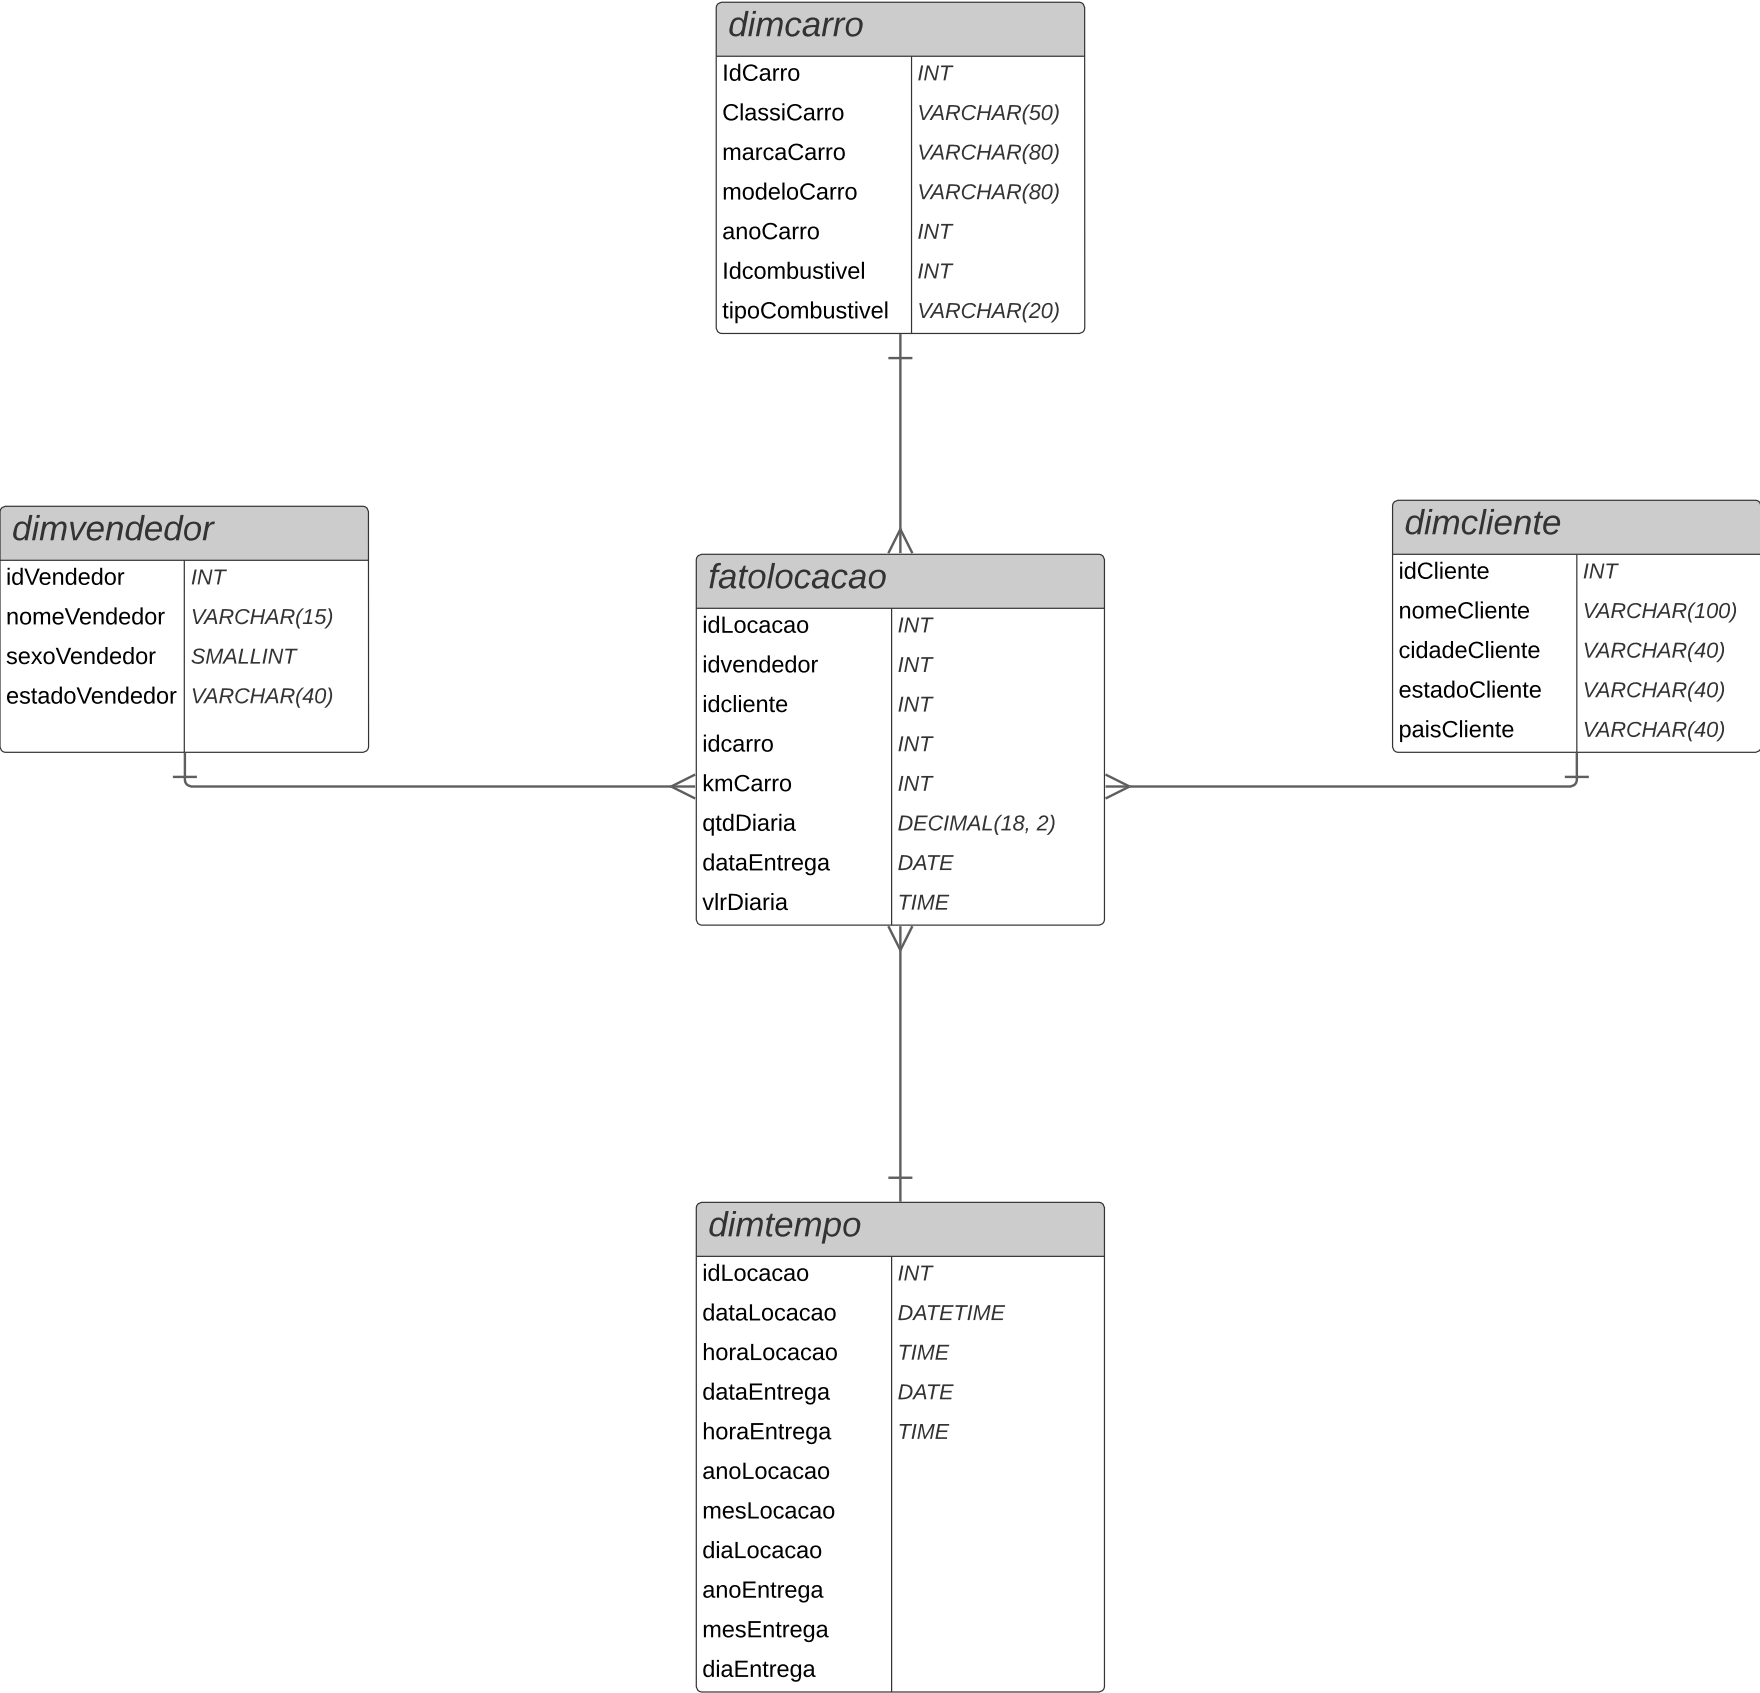 dimcarro
IdCarro INT
ClassiCarro VARCHAR(50)
marcaCarro VARCHAR(80)
modeloCarro VARCHAR(80)
anoCarro INT
Idcombustivel INT
tipoCombustivel VARCHAR(20)
dimvendedor
idVendedor INT
nomeVendedor VARCHAR(15)
sexoVendedor SMALLINT
estadoVendedor VARCHAR(40)
fatolocacao
idLocacao INT
idvendedor INT
idcliente INT
idcarro INT
kmCarro INT
qtdDiaria DECIMAL(18, 2)
dataEntrega DATE
vlrDiaria TIME
dimcliente
idCliente INT
nomeCliente VARCHAR(100)
cidadeCliente VARCHAR(40)
estadoCliente VARCHAR(40)
paisCliente VARCHAR(40)
dimtempo
idLocacao INT
dataLocacao DATETIME
horaLocacao TIME
dataEntrega DATE
horaEntrega TIME
anoLocacao
mesLocacao
diaLocacao
anoEntrega
mesEntrega
diaEntrega